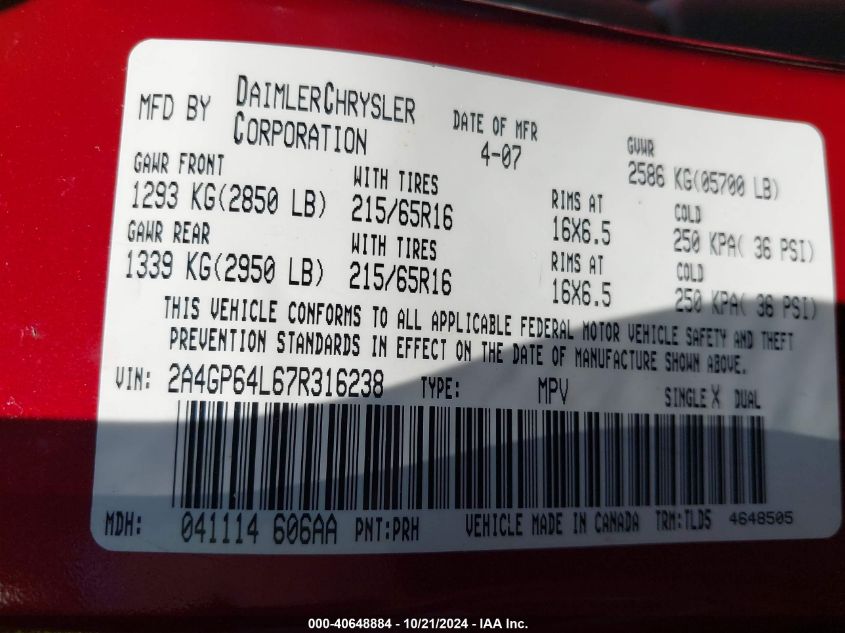 MFD BY DAIMLERCHRYSLER CORPORATION DATE OF MFR 4-07 GVWR 2586 KG(05700 LB)
GAWR FRONT WITH TIRES RIMS AT COLD
1293 KG(2850 LB) 215/65R16 16X6.5 250 KPA( 36 PSI)
GAWR REAR WITH TIRES RIMS AT COLD
1339 KG(2950 LB) 215/65R16 16X6.5 250 KPA( 36 PSI)
THIS VEHICLE CONFORMS TO ALL APPLICABLE FEDERAL MOTOR VEHICLE SAFETY AND THEFT
PREVENTION STANDARDS IN EFFECT ON THE DATE OF MANUFACTURE SHOWN ABOVE.
VIN: 2A4GP64L67R316238 TYPE: MPV SINGLE X DUAL
MDH: 041114 606AA PNT:PRH VEHICLE MADE IN CANADA TRM:TLD5 4648505
000-40648884 - 10/21/2024 - IAA Inc.